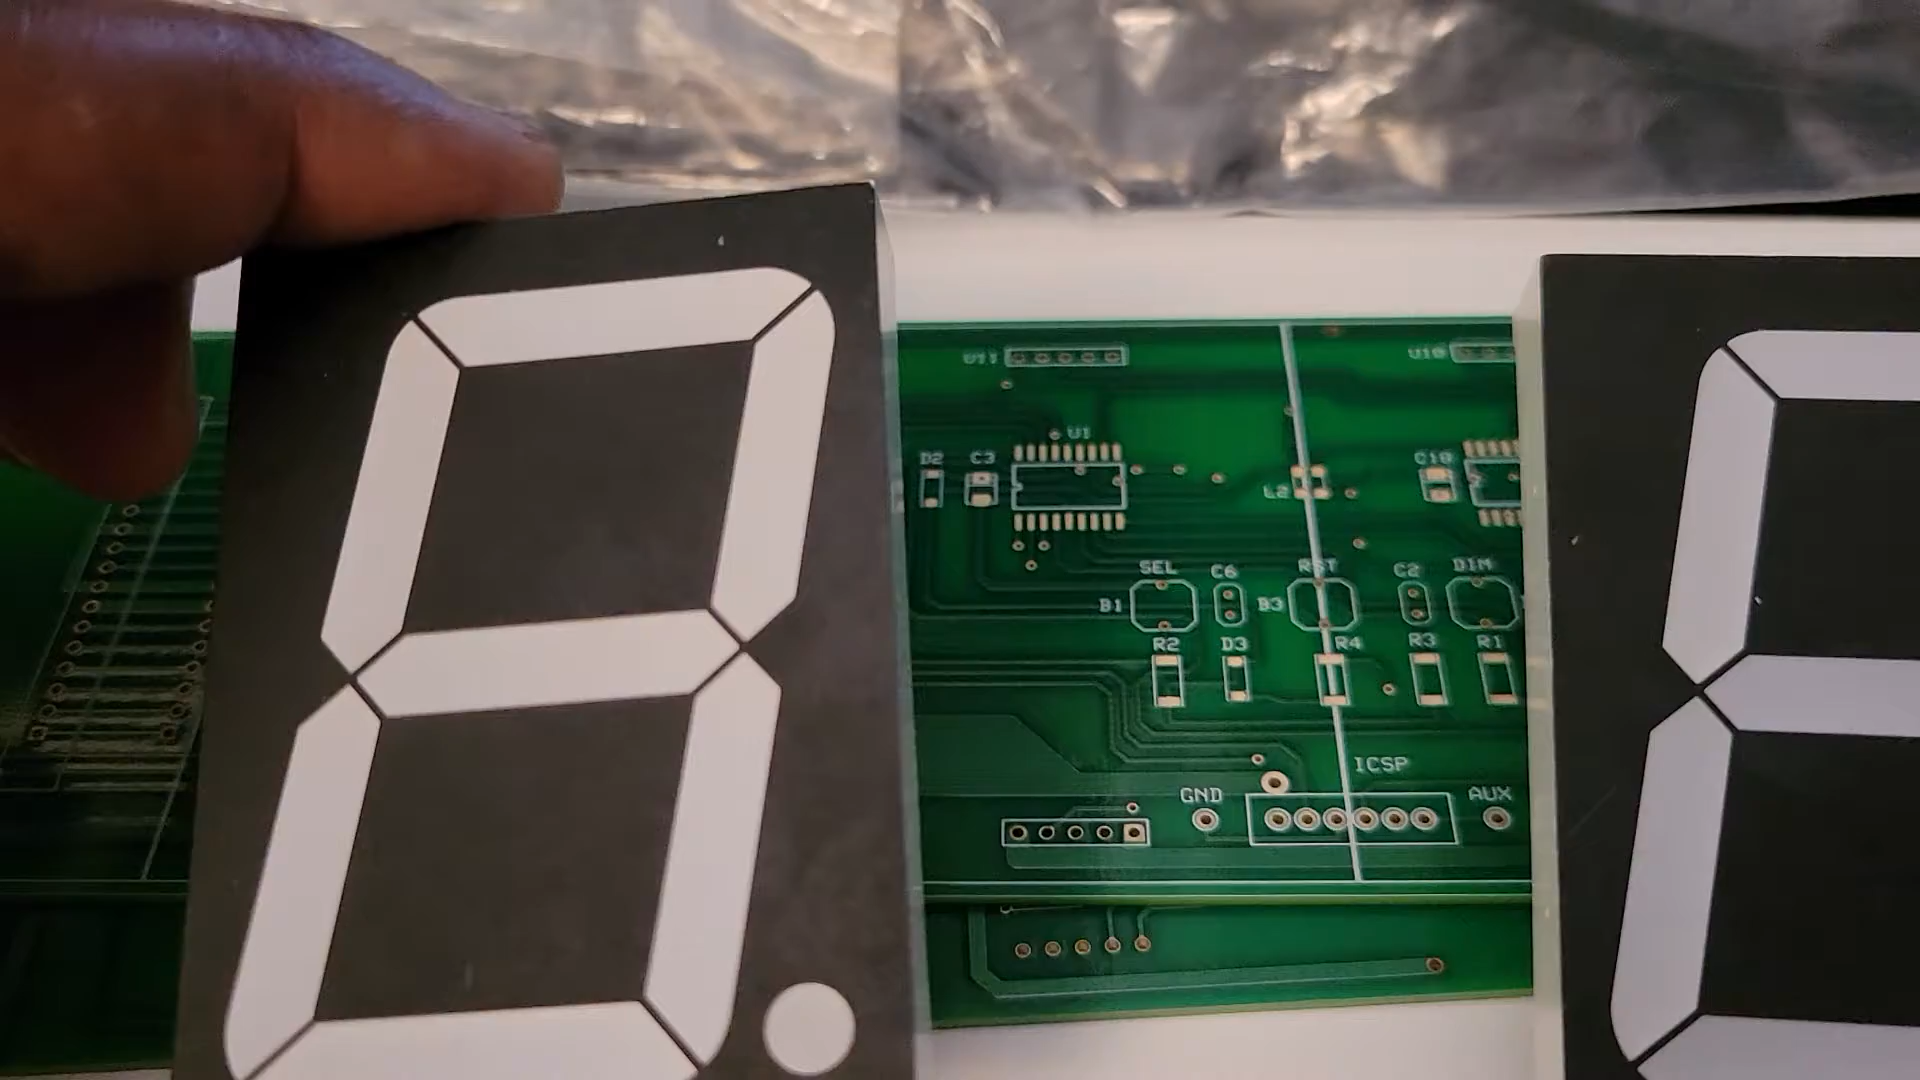 U11 U10
U1
D2 C3 C10
L2
SEL C6 RST C2 DIM
B1 B3
R2 D3 R4 R3 R1
ICSP
GND AUX